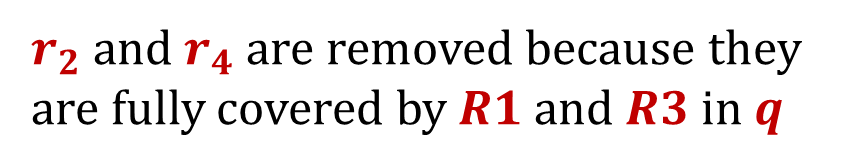 r₂ and r₄ are removed because they
are fully covered by R1 and R3 in q